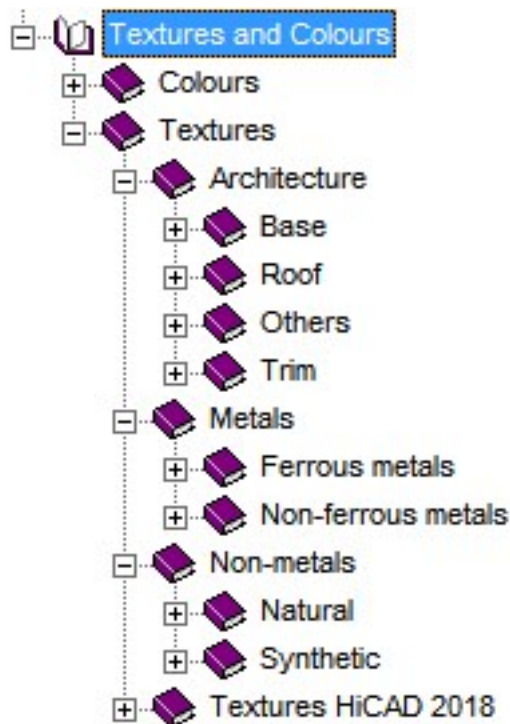 Textures and Colours
Colours
Textures
Architecture
Base
Roof
Others
Trim
Metals
Ferrous metals
Non-ferrous metals
Non-metals
Natural
Synthetic
Textures HiCAD 2018